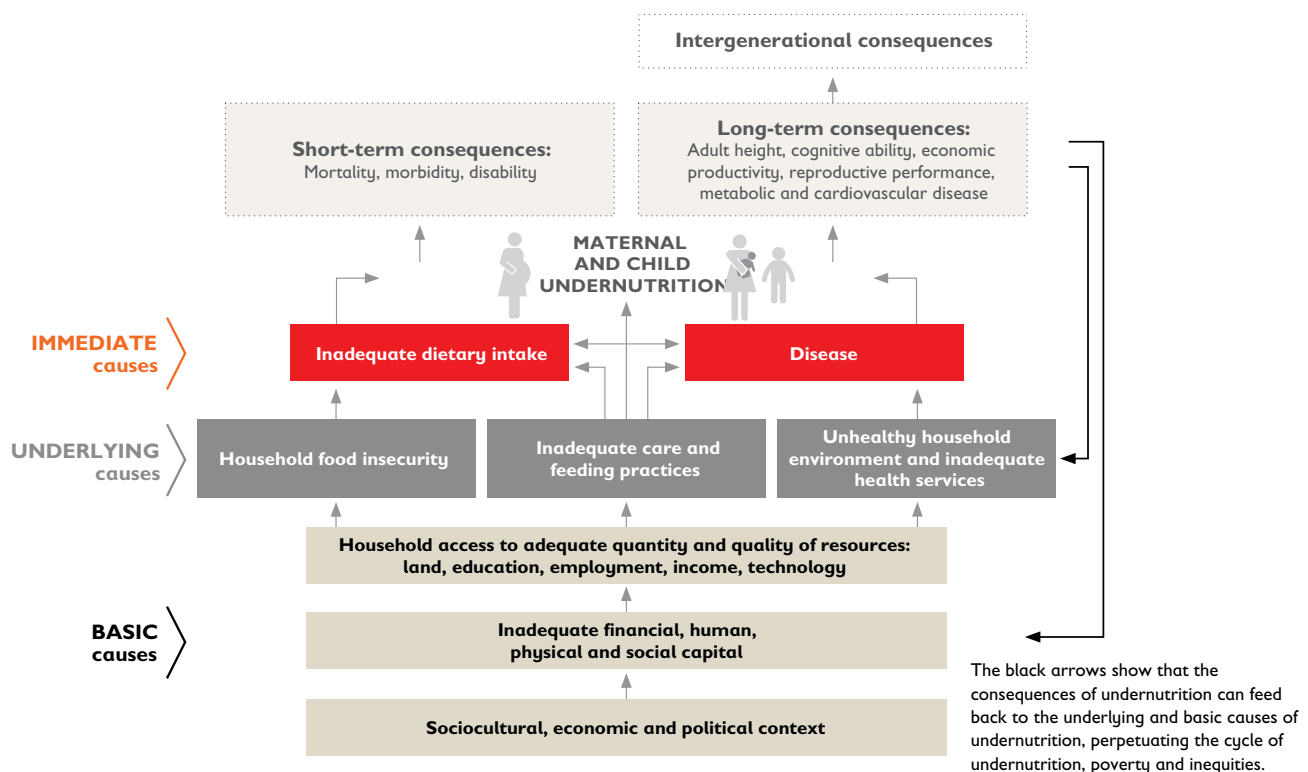 Intergenerational consequences
Short-term consequences:
Mortality, morbidity, disability
Long-term consequences:
Adult height, cognitive ability, economic
productivity, reproductive performance,
metabolic and cardiovascular disease
MATERNAL
AND CHILD
UNDERNUTRITION
IMMEDIATE
causes
Inadequate dietary intake
Disease
UNDERLYING
causes
Household food insecurity
Inadequate care and
feeding practices
Unhealthy household
environment and inadequate
health services
Household access to adequate quantity and quality of resources:
land, education, employment, income, technology
BASIC
causes
Inadequate financial, human,
physical and social capital
Sociocultural, economic and political context
The black arrows show that the
consequences of undernutrition can feed
back to the underlying and basic causes of
undernutrition, perpetuating the cycle of
undernutrition, poverty and inequities.